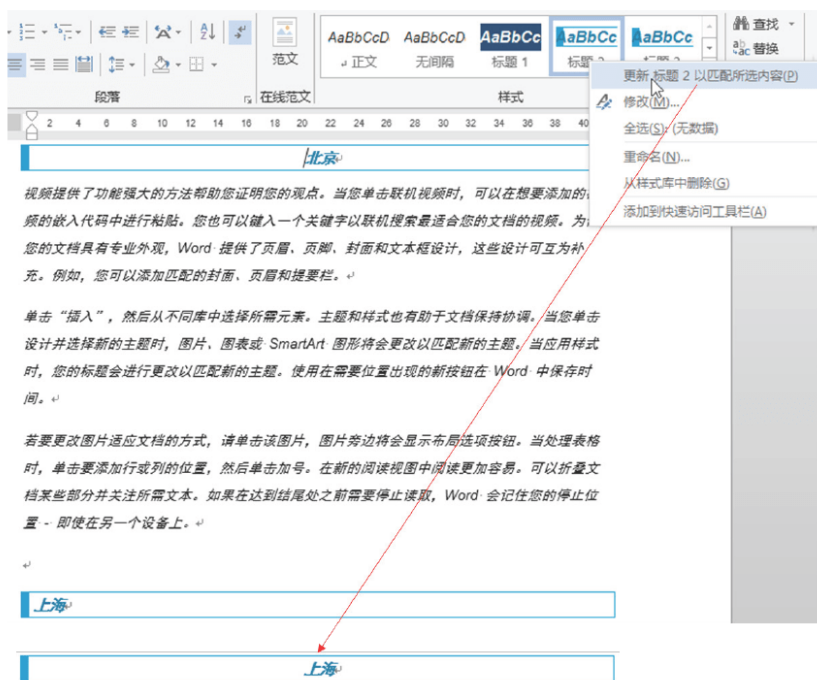 查找
替换
范文
AaBbCcD AaBbCcD AaBbCc AaBbCc AaBbCc
正文 无间隔 标题 1 标题 2
段落 在线范文 样式
更新 标题 2 以匹配所选内容(P)
修改(M)...
全选(S): (无数据)
重命名(N)...
从样式库中删除(G)
添加到快速访问工具栏(A)
2 4 6 8 10 12 14 16 18 20 22 24 26 28 30 32 34 36 38 40
北京
视频提供了功能强大的方法帮助您证明您的观点。当您单击联机视频时，可以在想要添加的
频的嵌入代码中进行粘贴。您也可以键入一个关键字以联机搜索最适合您的文档的视频。为
您的文档具有专业外观，Word 提供了页眉、页脚、封面和文本框设计，这些设计可互为补
充。例如，您可以添加匹配的封面、页眉和提要栏。
单击“插入”，然后从不同库中选择所需元素。主题和样式也有助于文档保持协调。当您单击
设计并选择新的主题时，图片、图表或 SmartArt 图形将会更改以匹配新的主题。当应用样式
时，您的标题会进行更改以匹配新的主题。使用在需要位置出现的新按钮在 Word 中保存时
间。
若要更改图片适应文档的方式，请单击该图片，图片旁边将会显示布局选项按钮。当处理表格
时，单击要添加行或列的位置，然后单击加号。在新的阅读视图中阅读更加容易。可以折叠文
档某些部分并关注所需文本。如果在达到结尾处之前需要停止读取，Word 会记住您的停止位
置 - 即使在另一个设备上。
上海
上海